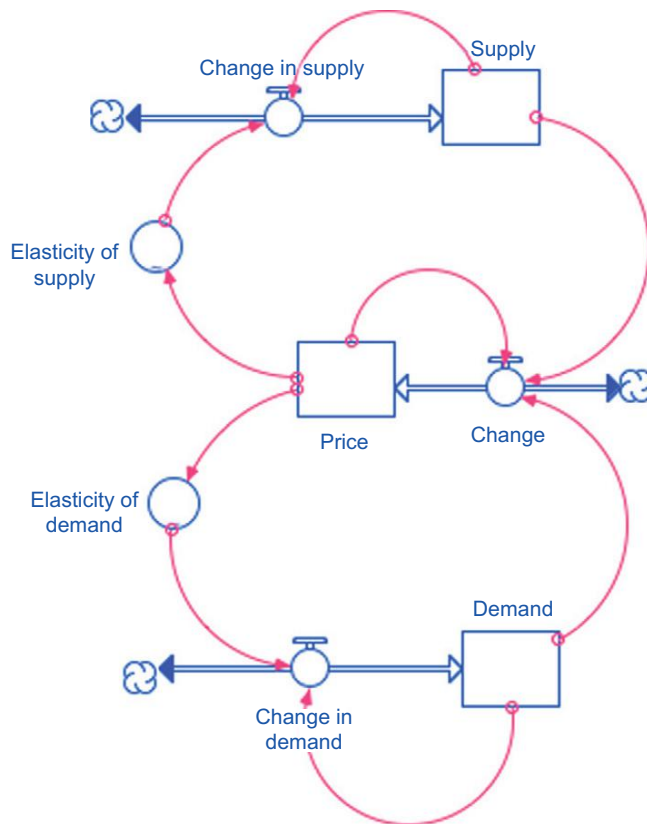 Supply
Change in supply
Elasticity of
supply
Price
Change
Elasticity of
demand
Demand
Change in
demand